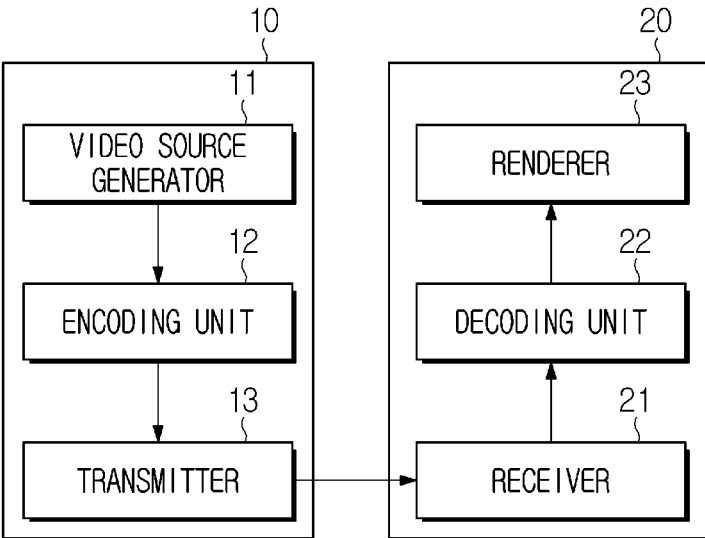 10
11
VIDEO SOURCE
GENERATOR
12
ENCODING UNIT
13
TRANSMITTER
20
23
RENDERER
22
DECODING UNIT
21
RECEIVER